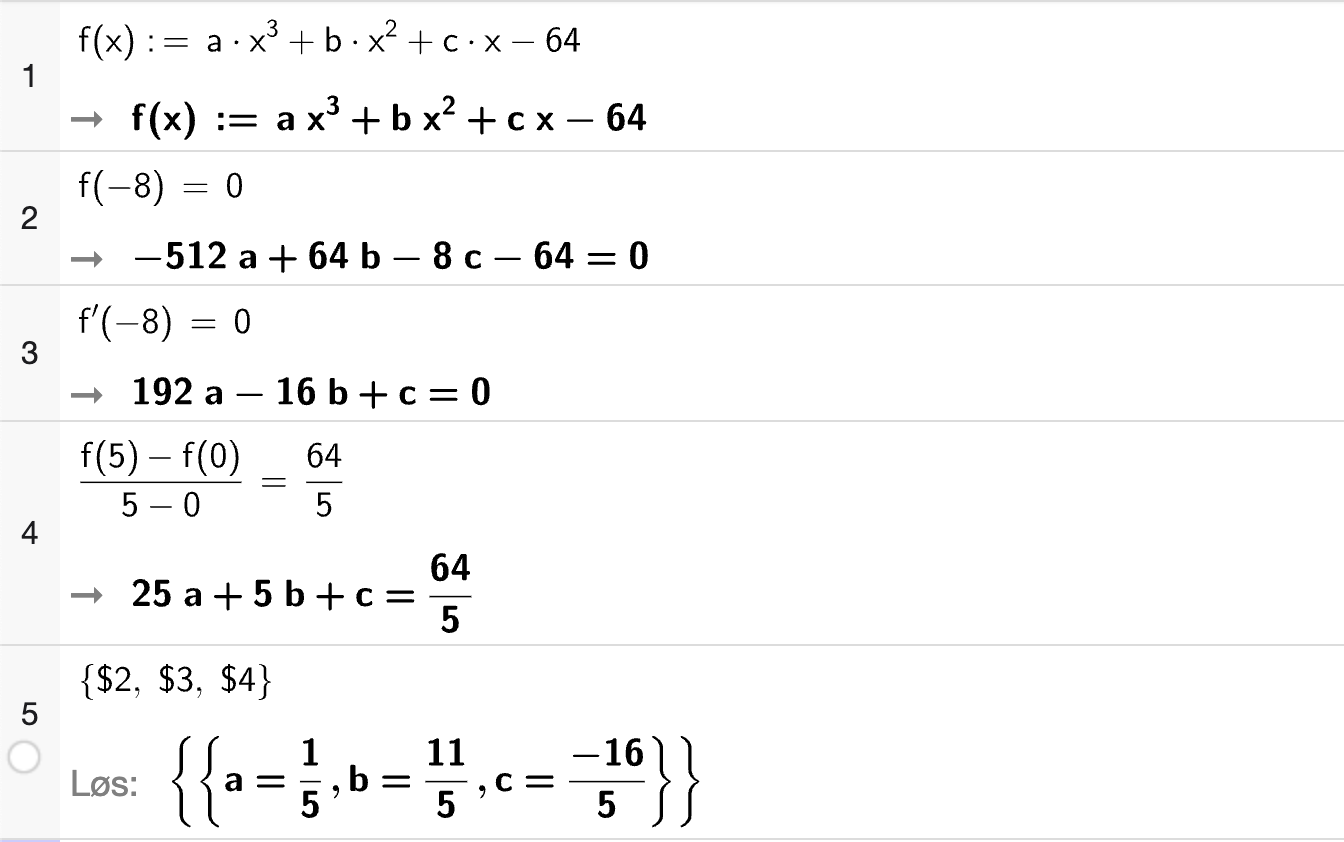 1
f(x) := a · x³ + b · x² + c · x − 64
→ f(x) := a x³ + b x² + c x − 64
2
f(−8) = 0
→ −512 a + 64 b − 8 c − 64 = 0
3
f′(−8) = 0
→ 192 a − 16 b + c = 0
4
(f(5) − f(0))/(5 − 0) = 64/5
→ 25 a + 5 b + c = 64/5
5
{$2, $3, $4}
Løs: {{a = 1/5, b = 11/5, c = −16/5}}